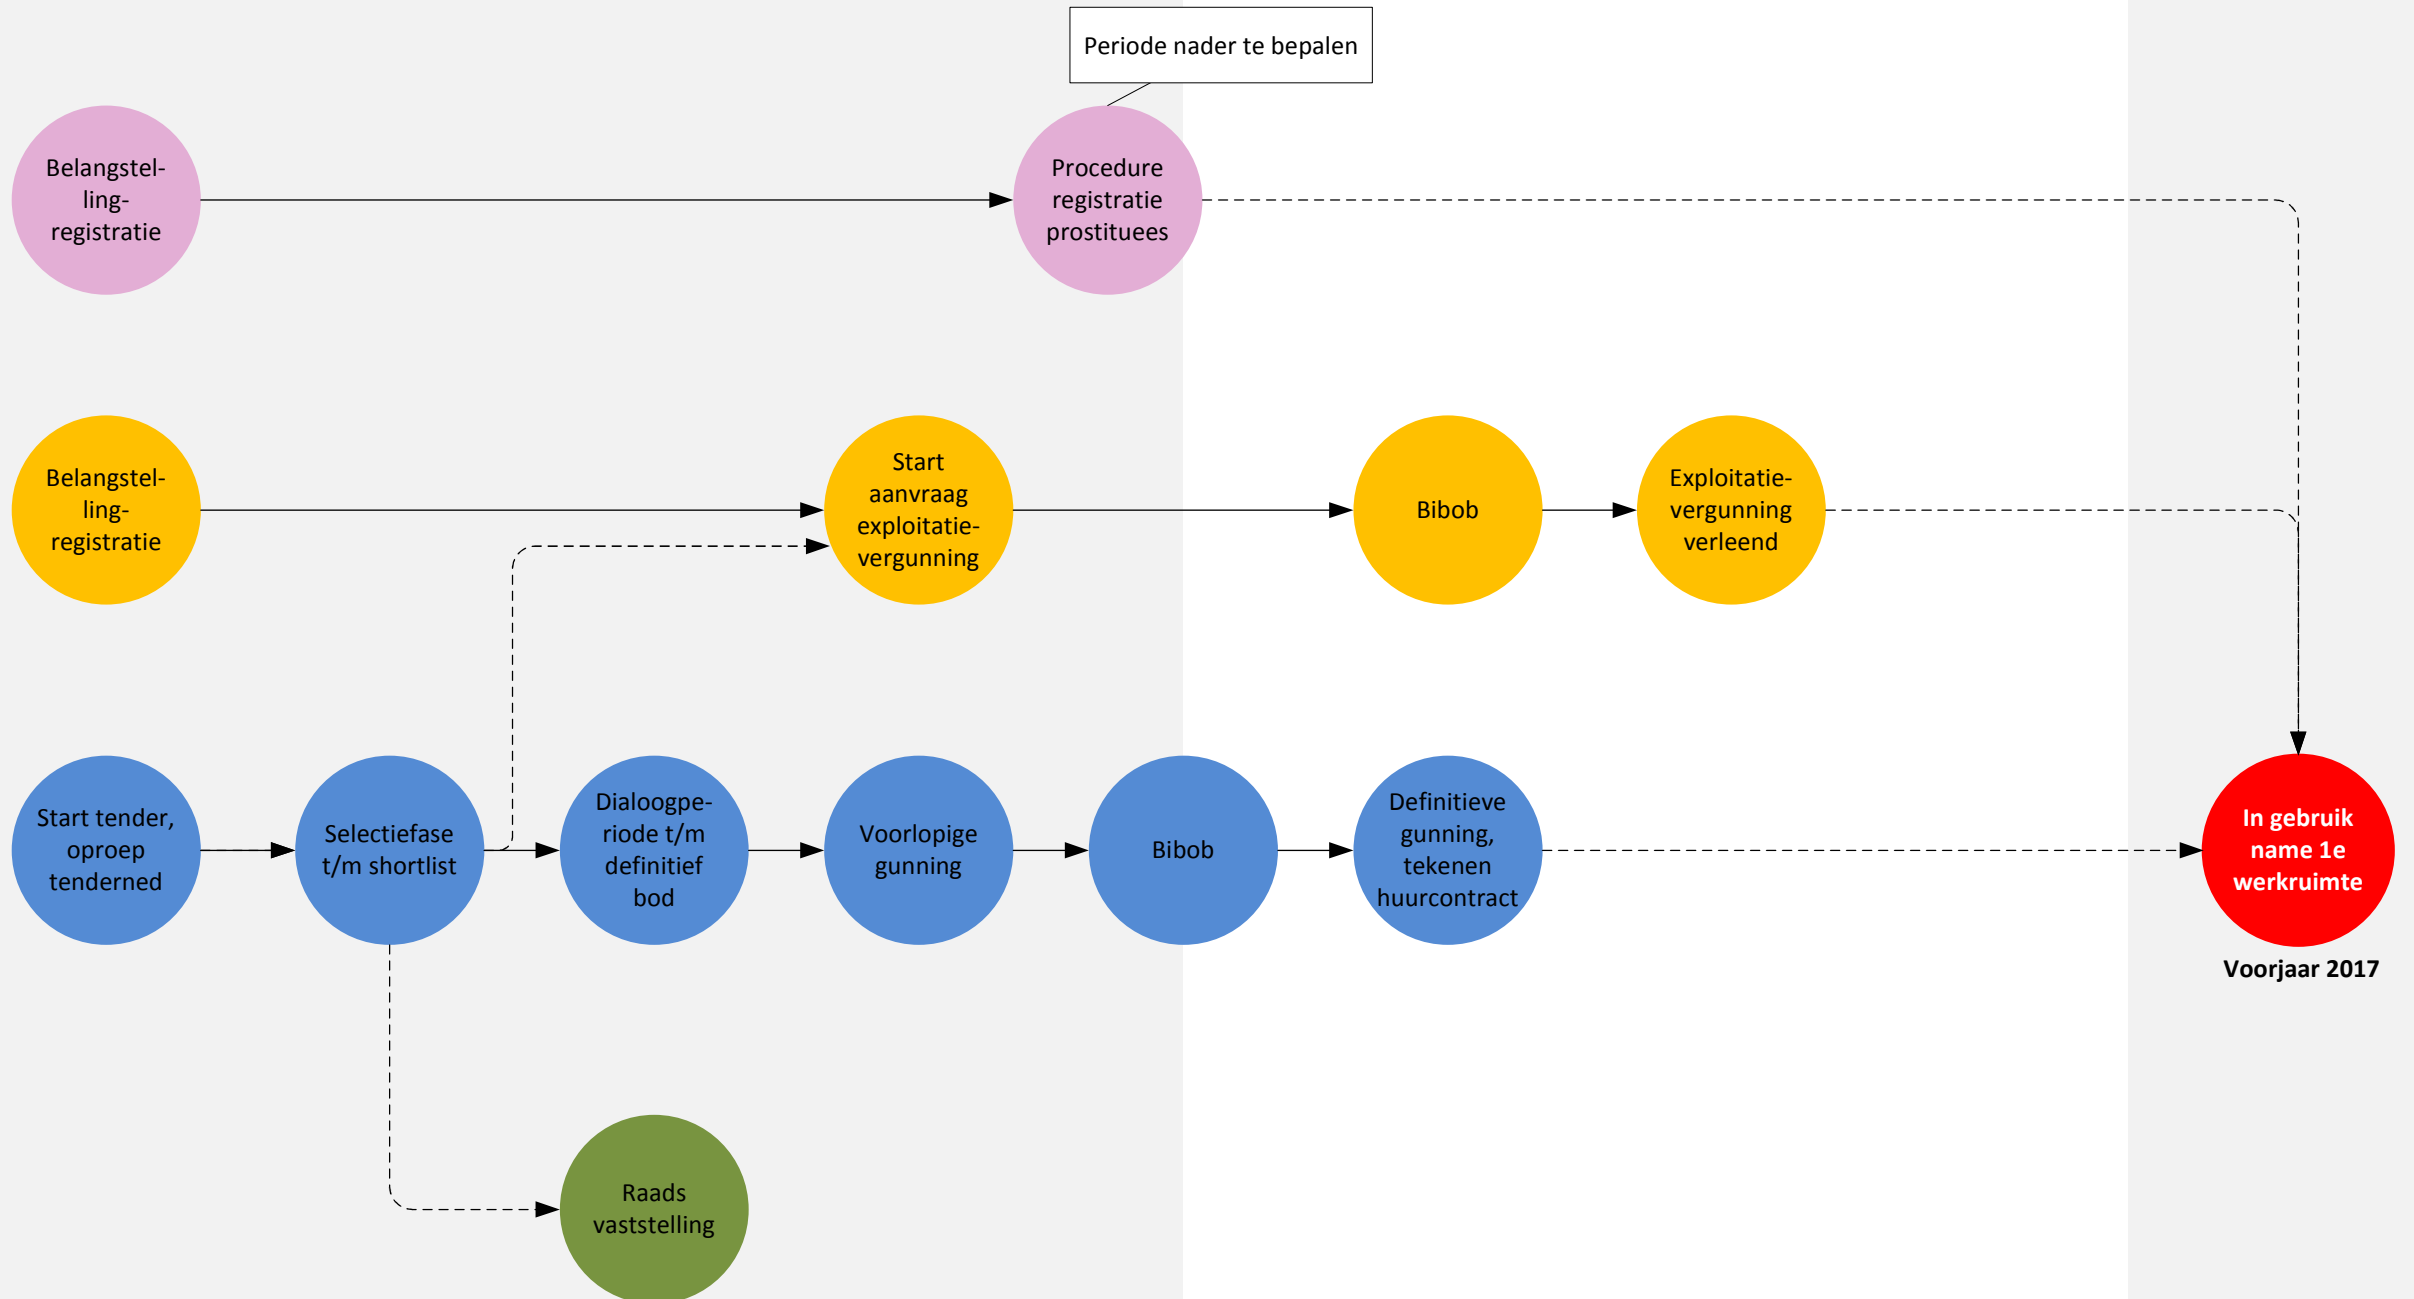 Periode nader te bepalen
Belangstel-
ling-
registratie
Procedure
registratie
prostituees
Belangstel-
ling-
registratie
Start
aanvraag
exploitatie-
vergunning
Bibob
Exploitatie-
vergunning
verleend
Start tender,
oproep
tenderned
Selectiefase
t/m shortlist
Dialoogpe-
riode t/m
definitief
bod
Voorlopige
gunning
Bibob
Definitieve
gunning,
tekenen
huurcontract
In gebruik
name 1e
werkruimte
Voorjaar 2017
Raads
vaststelling